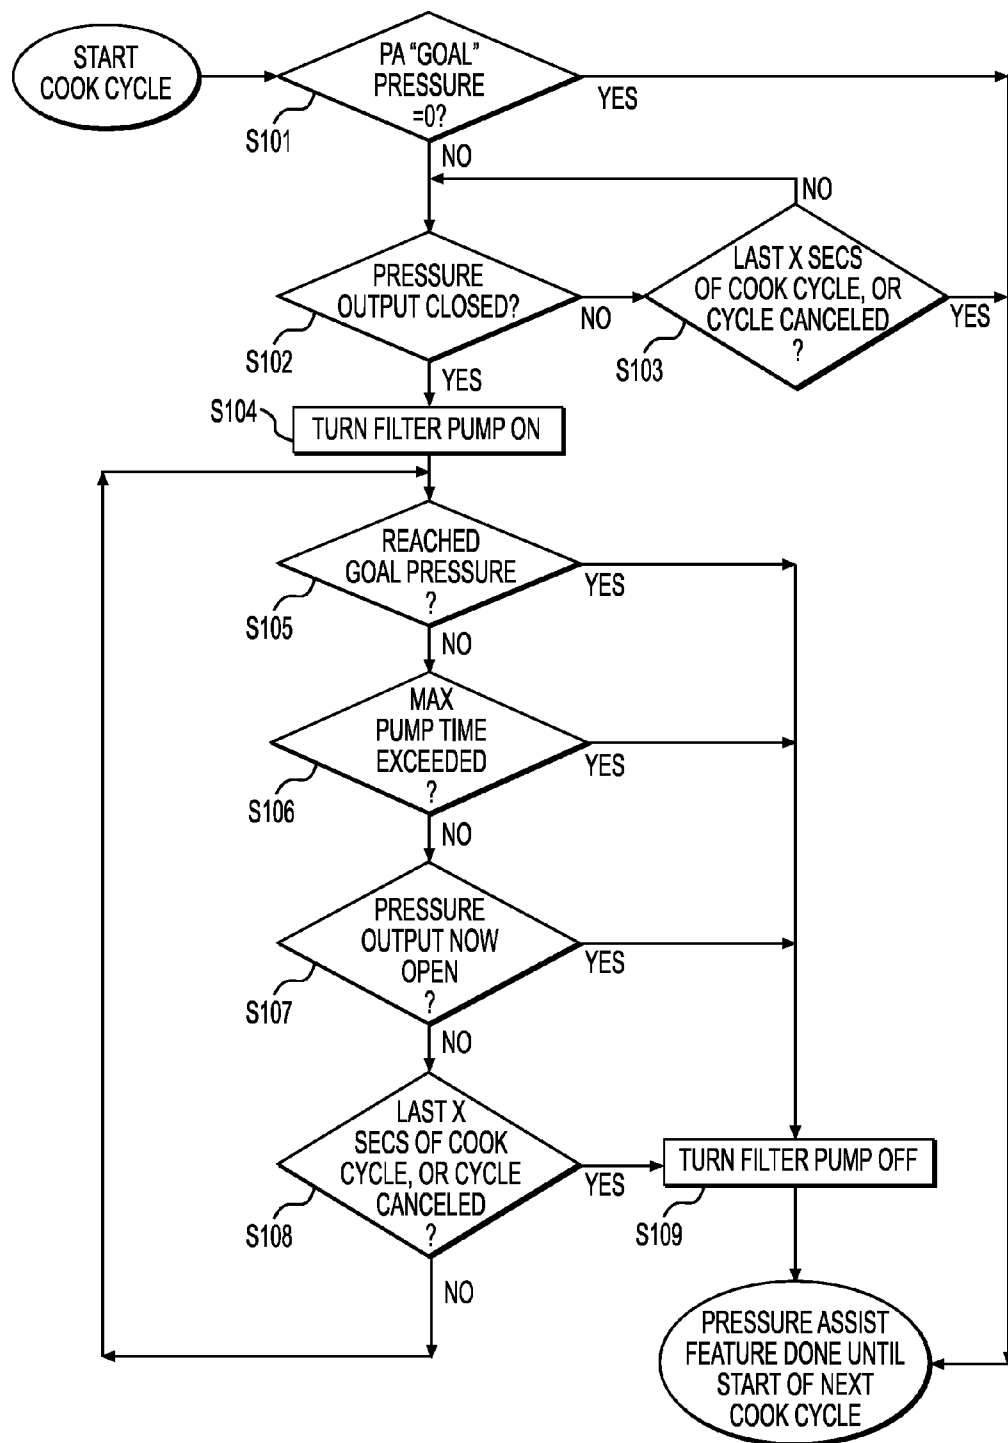 START
COOK CYCLE
PA “GOAL”
PRESSURE
=0?
YES
S101
NO
NO
PRESSURE
OUTPUT CLOSED?
NO
S102
LAST X SECS
OF COOK CYCLE, OR
CYCLE CANCELED
?
YES
S103
YES
S104
TURN FILTER PUMP ON
REACHED
GOAL PRESSURE
?
YES
S105
NO
MAX
PUMP TIME
EXCEEDED
?
YES
S106
NO
PRESSURE
OUTPUT NOW
OPEN
?
YES
S107
NO
LAST X
SECS OF COOK
CYCLE, OR CYCLE
CANCELED
?
YES
S108
NO
TURN FILTER PUMP OFF
S109
PRESSURE ASSIST
FEATURE DONE UNTIL
START OF NEXT
COOK CYCLE